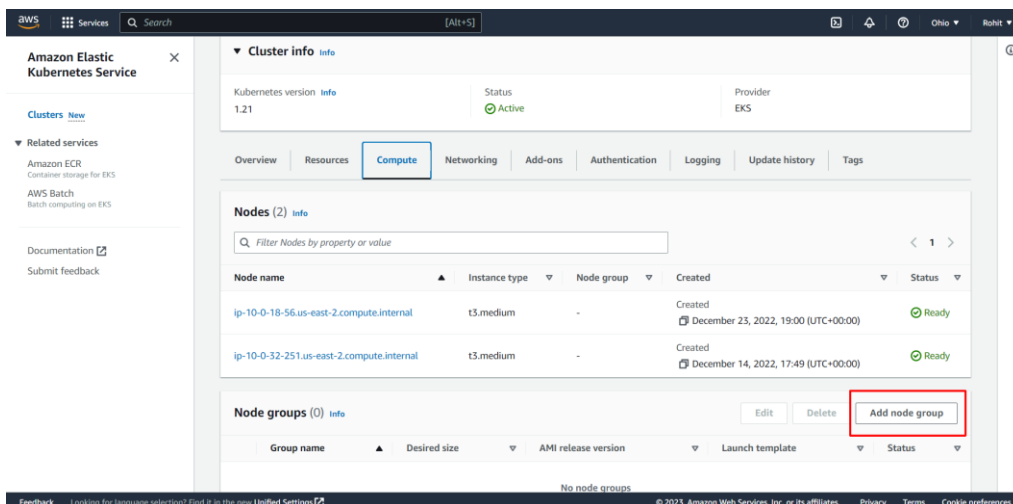 aws Services Search [Alt+S] Ohio Rohit
Amazon Elastic
Kubernetes Service
Clusters New
Related services
Amazon ECR
Container storage for EKS
AWS Batch
Batch computing on EKS
Documentation
Submit feedback
Cluster info Info
Kubernetes version Info Status Provider
1.21 Active EKS
Overview Resources Compute Networking Add-ons Authentication Logging Update history Tags
Nodes (2) Info
Filter Nodes by property or value
1
Node name Instance type Node group Created Status
Created
ip-10-0-18-56.us-east-2.compute.internal t3.medium - December 23, 2022, 19:00 (UTC+00:00) Ready
Created
ip-10-0-32-251.us-east-2.compute.internal t3.medium - December 14, 2022, 17:49 (UTC+00:00) Ready
Node groups (0) Info Edit Delete Add node group
Group name Desired size AMI release version Launch template Status
No node groups
Feedback Looking for language selection? Find it in the new Unified Settings © 2023, Amazon Web Services, Inc. or its affiliates. Privacy Terms Cookie preferences